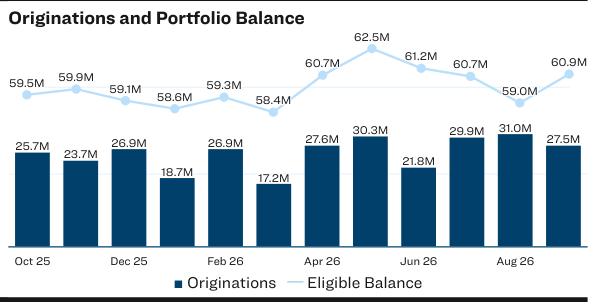 Originations and Portfolio Balance
59.5M 59.9M 59.1M 58.6M 59.3M 58.4M 60.7M 62.5M 61.2M 60.7M 59.0M 60.9M
25.7M 23.7M 26.9M 18.7M 26.9M 17.2M 27.6M 30.3M 21.8M 29.9M 31.0M 27.5M
Oct 25 Dec 25 Feb 26 Apr 26 Jun 26 Aug 26
Originations Eligible Balance